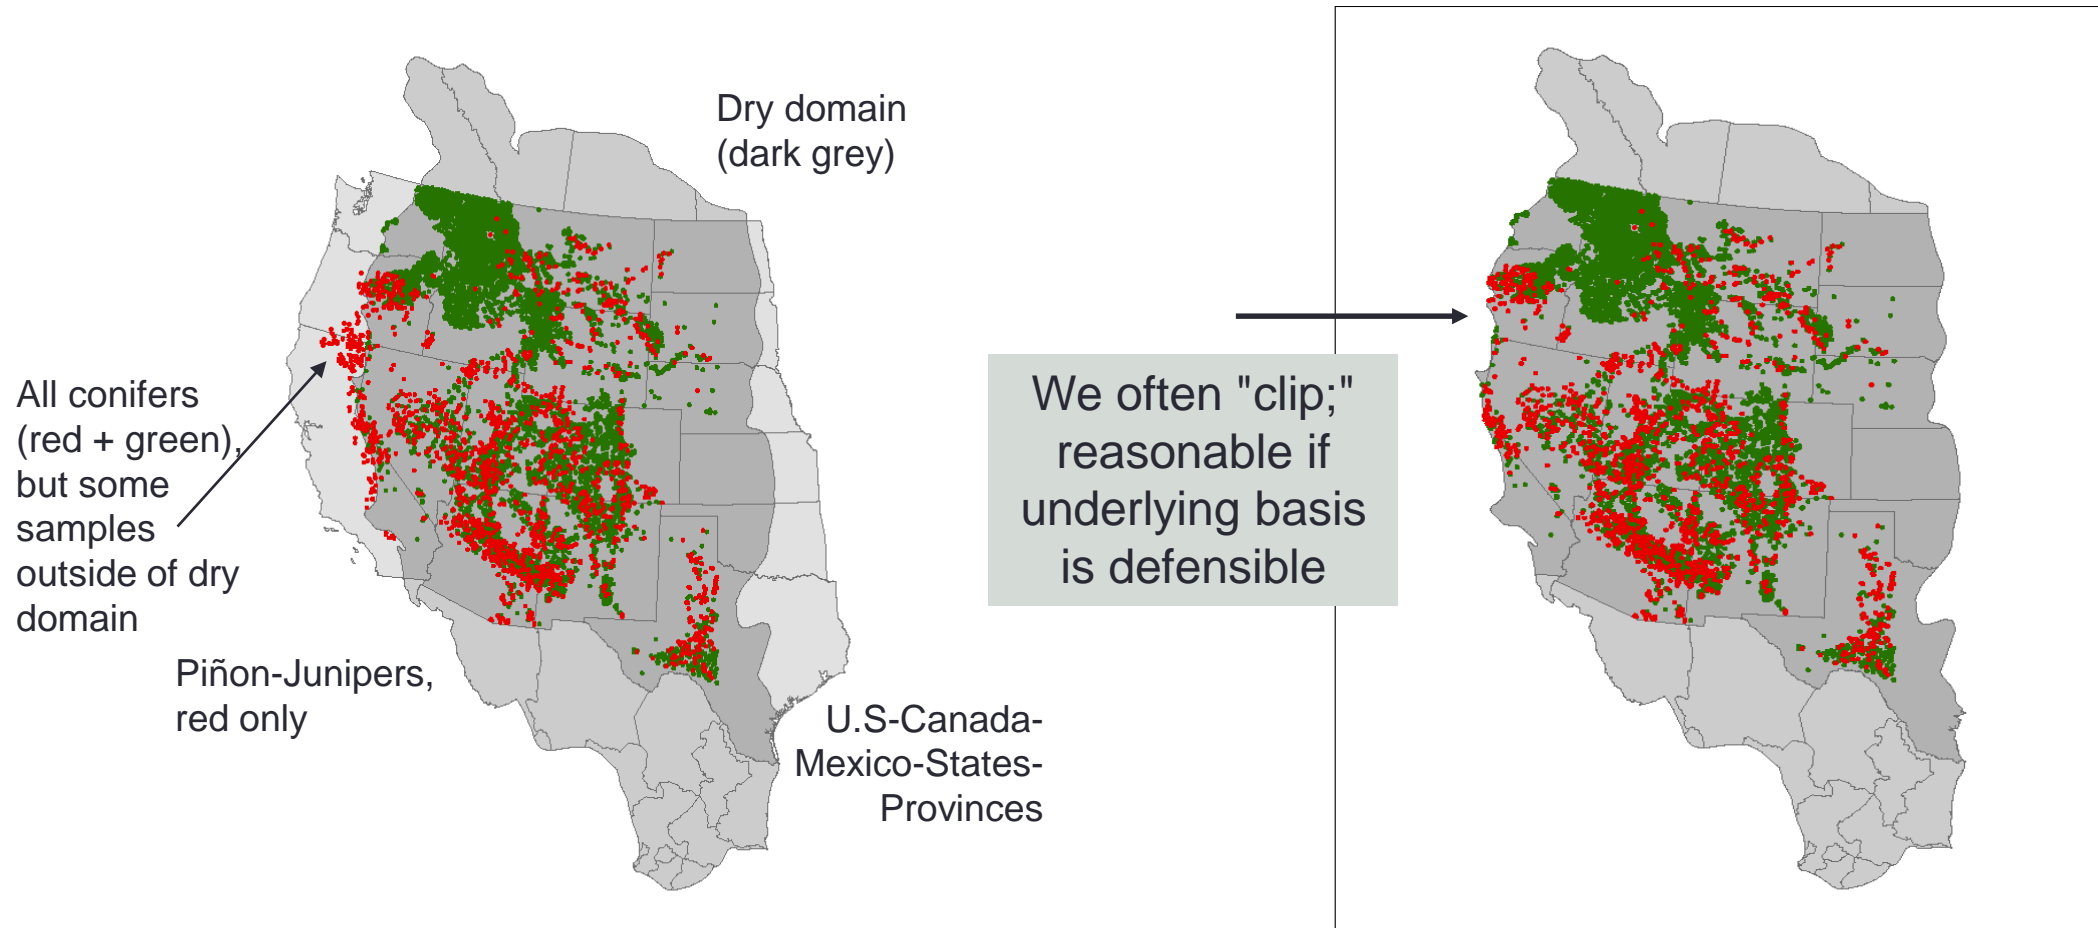 Dry domain
(dark grey)
All conifers
(red + green),
but some
samples
outside of dry
domain
Piñon-Junipers,
red only
U.S-Canada-
Mexico-States-
Provinces
We often "clip;"
reasonable if
underlying basis
is defensible